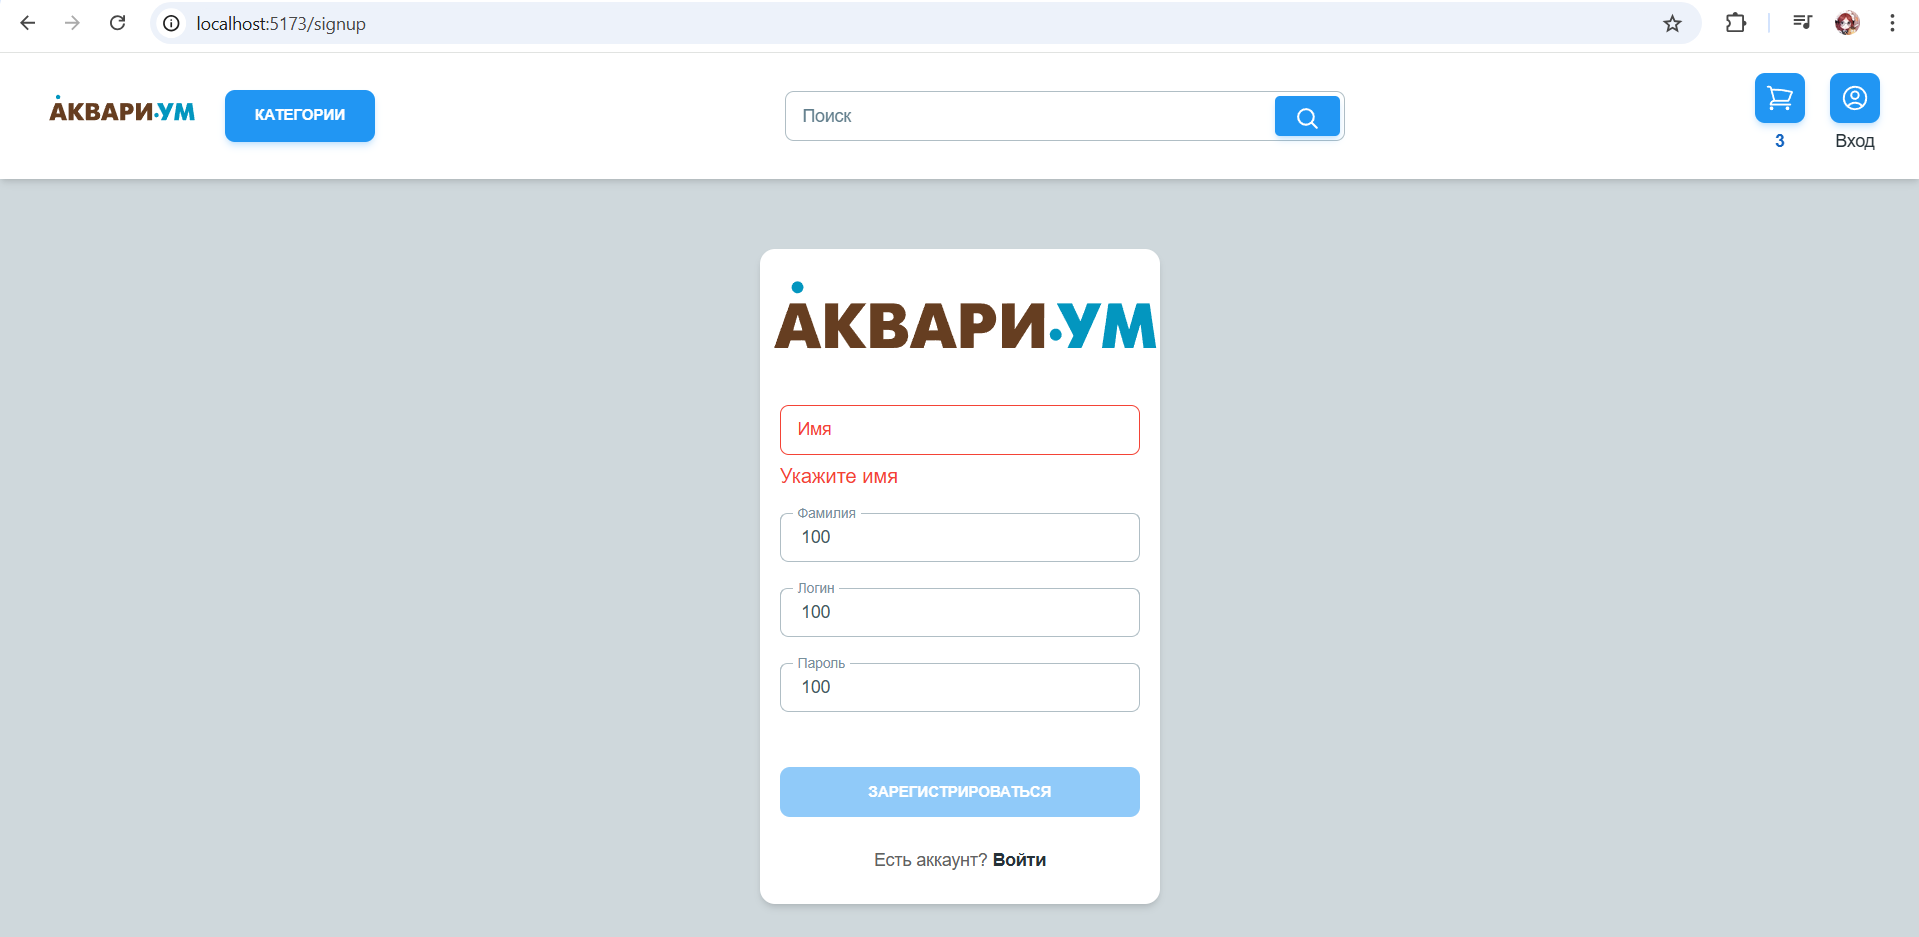 localhost:5173/signup
АКВАРИ•УМ
КАТЕГОРИИ
Поиск
3
Вход
АКВАРИ•УМ
Имя
Укажите имя
Фамилия
100
Логин
100
Пароль
100
ЗАРЕГИСТРИРОВАТЬСЯ
Есть аккаунт? Войти